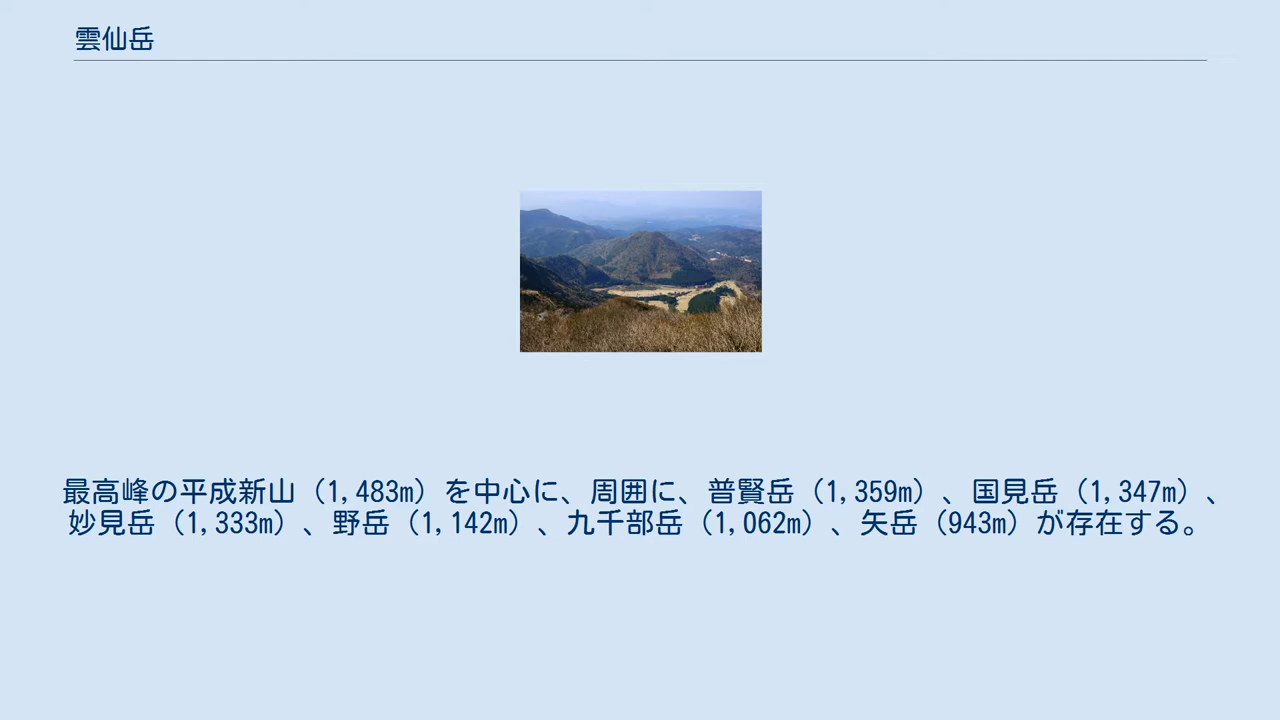 雲仙岳
最高峰の平成新山（1,483m）を中心に、周囲に、普賢岳（1,359m）、国見岳（1,347m）、
妙見岳（1,333m）、野岳（1,142m）、九千部岳（1,062m）、矢岳（943m）が存在する。